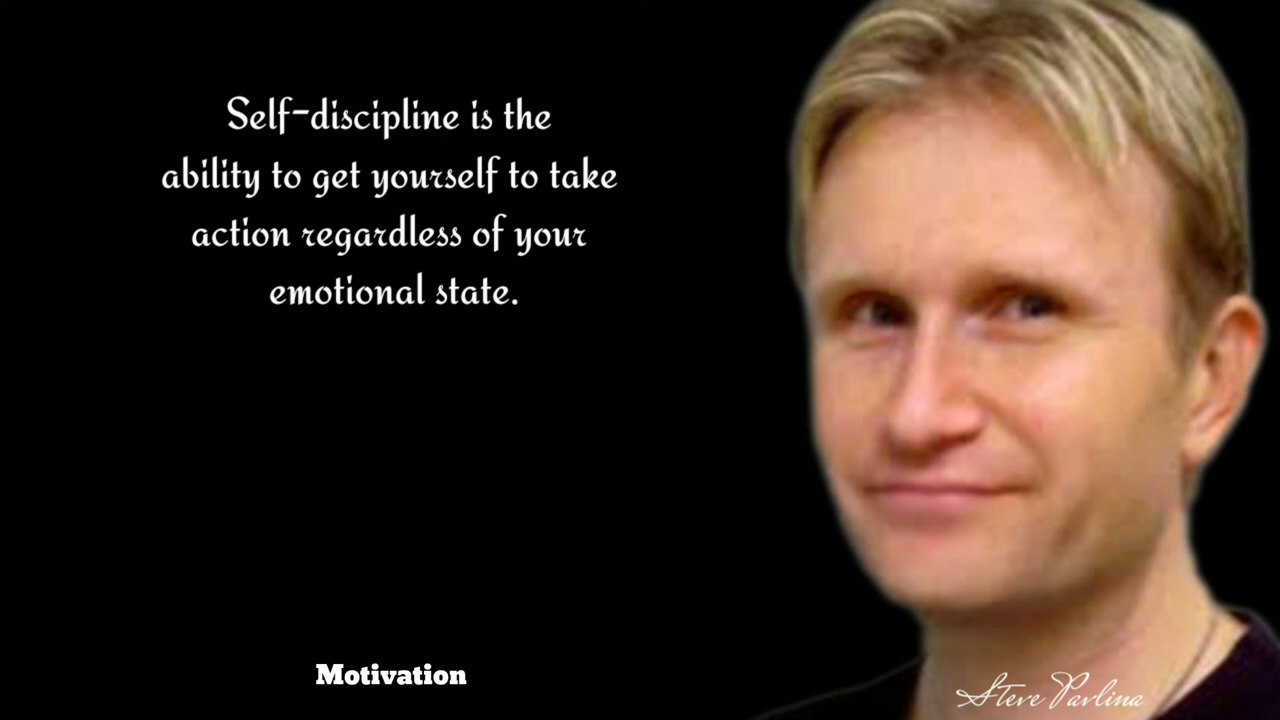 Self-discipline is the
ability to get yourself to take
action regardless of your
emotional state.
Motivation
Steve Pavlina